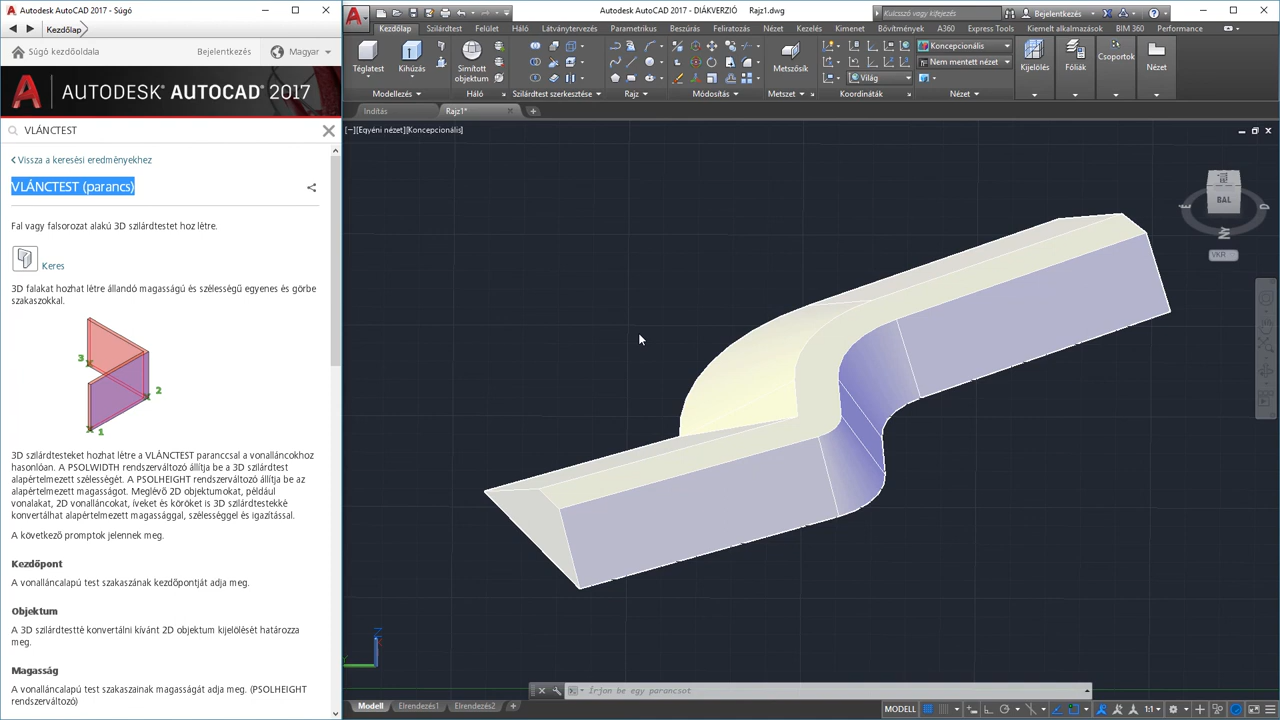 Autodesk AutoCAD 2017 - Súgó
Kezdőlap
Súgó kezdőoldala
Bejelentkezés
Magyar
AUTODESK® AUTOCAD 2017
VLÁNCTEST
Vissza a keresési eredményekhez
VLÁNCTEST (parancs)
Fal vagy falsorozat alakú 3D szilárdtestet hoz létre.
Keres
3D falakat hozhat létre állandó magasságú és szélességű egyenes és görbe
szakaszokkal.
3
2
1
3D szilárdtesteket hozhat létre a VLÁNCTEST paranccsal a vonalláncokhoz
hasonlóan. A PSOLWIDTH rendszerváltozó állítja be a 3D szilárdtest
alapértelmezett szélességét. A PSOLHEIGHT rendszerváltozó állítja be az
alapértelmezett magasságot. Meglévő 2D objektumokat, például
vonalakat, 2D vonalláncokat, íveket és köröket is 3D szilárdtestekké
konvertálhat alapértelmezett magassággal, szélességgel és igazítással.
A következő promptok jelennek meg.
Kezdőpont
A vonalláncalapú test szakaszának kezdőpontját adja meg.
Objektum
A 3D szilárdtestté konvertálni kívánt 2D objektum kijelölését határozza
meg.
Magasság
A vonalláncalapú test szakaszainak magasságát adja meg. (PSOLHEIGHT
rendszerváltozó)
Autodesk AutoCAD 2017 - DIÁKVERZIÓ Rajz1.dwg
Kulcsszó vagy kifejezés
Bejelentkezés
Kezdőlap Szilárdtest Felület Háló Látványtervezés Parametrikus Beszúrás Feliratozás Nézet Kezelés Kimenet Bővítmények A360 Express Tools Kiemelt alkalmazások BIM 360 Performance
Téglatest
Kihúzás
Simított
objektum
Metszősík
Koncepcionális
Nem mentett nézet
Világ
Kijelölés
Fóliák
Csoportok
Nézet
Modellezés Háló Szilárdtest szerkesztése Rajz Módosítás Metszet Koordináták Nézet
Indítás
Rajz1*
[−][Egyéni nézet][Koncepcionális]
BAL
VKR
Z
Írjon be egy parancsot
Modell Elrendezés1 Elrendezés2
MODELL
1:1